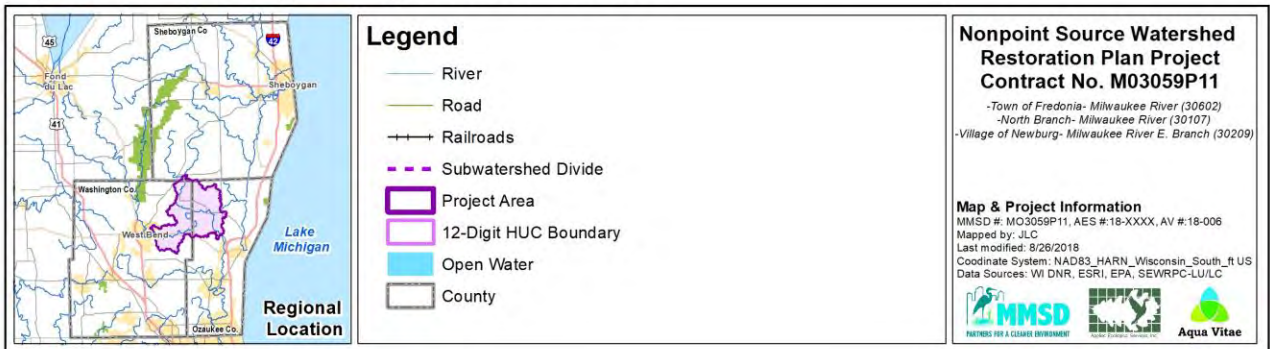 45
Fond
du Lac
41
Sheboygan Co
42
Sheboygan
Washington Co.
West Bend
Lake
Michigan
Ozaukee Co.
Regional
Location
Legend
River
Road
Railroads
Subwatershed Divide
Project Area
12-Digit HUC Boundary
Open Water
County
Nonpoint Source Watershed
Restoration Plan Project
Contract No. M03059P11
-Town of Fredonia- Milwaukee River (30602)
-North Branch- Milwaukee River (30107)
-Village of Newburg- Milwaukee River E. Branch (30209)
Map & Project Information
MMSD #: MO3059P11, AES #:18-XXXX, AV #:18-006
Mapped by: JLC
Last modified: 8/26/2018
Coodinate System: NAD83_HARN_Wisconsin_South_ft US
Data Sources: WI DNR, ESRI, EPA, SEWRPC-LU/LC
MMSD
PARTNERS FOR A CLEANER ENVIRONMENT
Applied Ecological Services, Inc.
Aqua Vitae